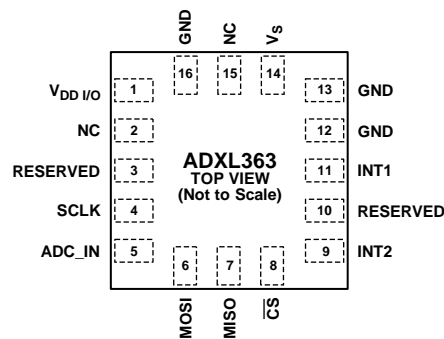 GND
NC
VS
16
15
14
VDD I/O
1
13
GND
NC
2
12
GND
RESERVED
3
ADXL363
TOP VIEW
(Not to Scale)
11
INT1
SCLK
4
10
RESERVED
ADC_IN
5
9
INT2
6
7
8
MOSI
MISO
CS